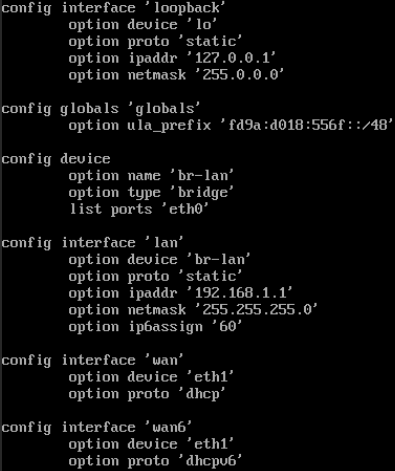 config interface 'loopback'
option device 'lo'
option proto 'static'
option ipaddr '127.0.0.1'
option netmask '255.0.0.0'
config globals 'globals'
option ula_prefix 'fd9a:d018:556f::/48'
config device
option name 'br-lan'
option type 'bridge'
list ports 'eth0'
config interface 'lan'
option device 'br-lan'
option proto 'static'
option ipaddr '192.168.1.1'
option netmask '255.255.255.0'
option ip6assign '60'
config interface 'wan'
option device 'eth1'
option proto 'dhcp'
config interface 'wan6'
option device 'eth1'
option proto 'dhcpv6'